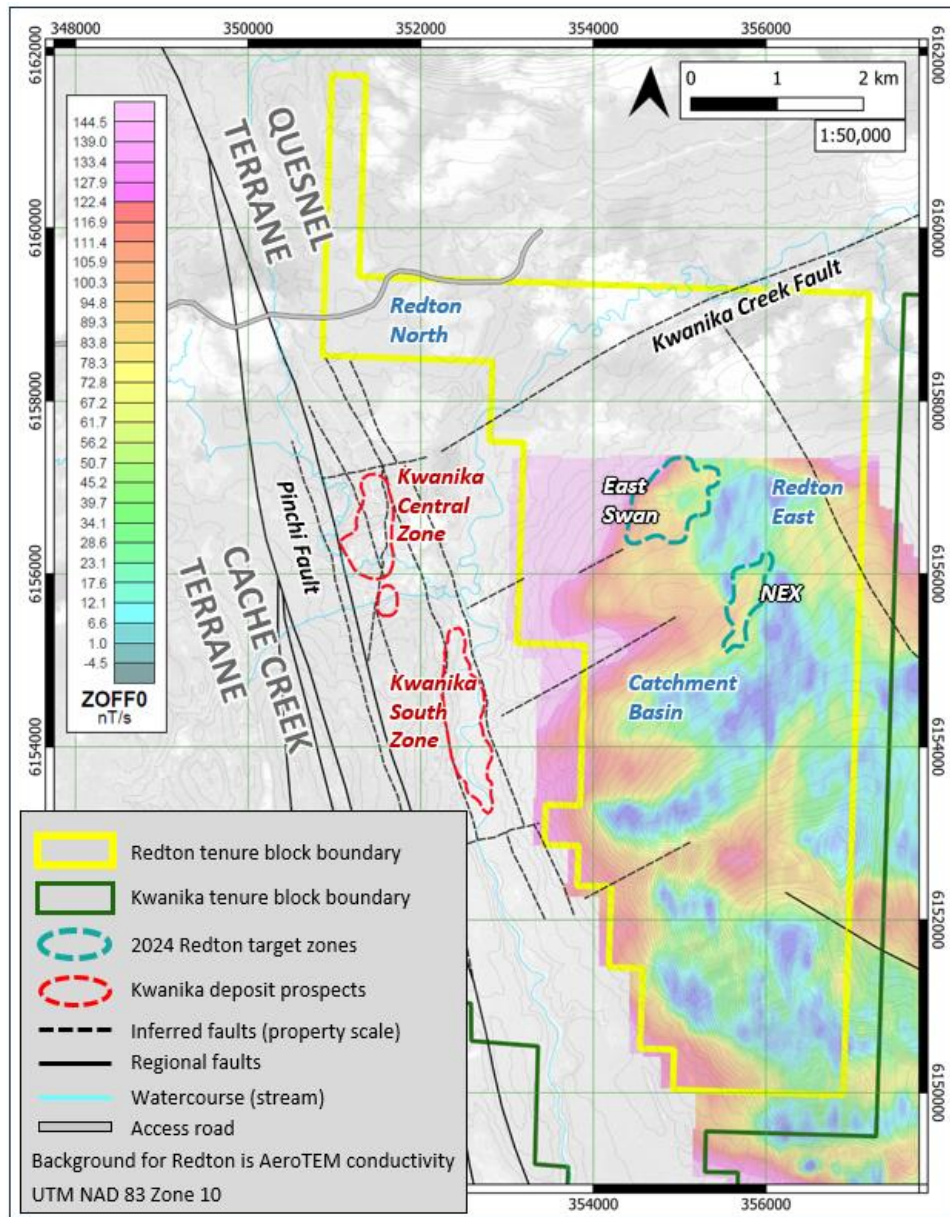 348000
350000
352000
354000
356000
6162000
6162000
0
1
2 km
1:50,000
144.5
139.0
133.4
127.9
122.4
116.9
111.4
105.9
100.3
94.8
89.3
83.8
78.3
72.8
67.2
61.7
56.2
50.7
45.2
39.7
34.1
28.6
23.1
17.6
12.1
6.6
1.0
-4.5
ZOFF0
nT/s
QUESNEL
TERRANE
6160000
6160000
Redton
North
Kwanika Creek Fault
6158000
6158000
Kwanika
Central
Zone
Pinchi Fault
East
Swan
Redton
East
6156000
6156000
NEX
CACHE CREEK
TERRANE
Kwanika
South
Zone
Catchment
Basin
6154000
6154000
Redton tenure block boundary
Kwanika tenure block boundary
2024 Redton target zones
Kwanika deposit prospects
Inferred faults (property scale)
Regional faults
Watercourse (stream)
Access road
Background for Redton is AeroTEM conductivity
UTM NAD 83 Zone 10
6152000
6150000
354000
356000